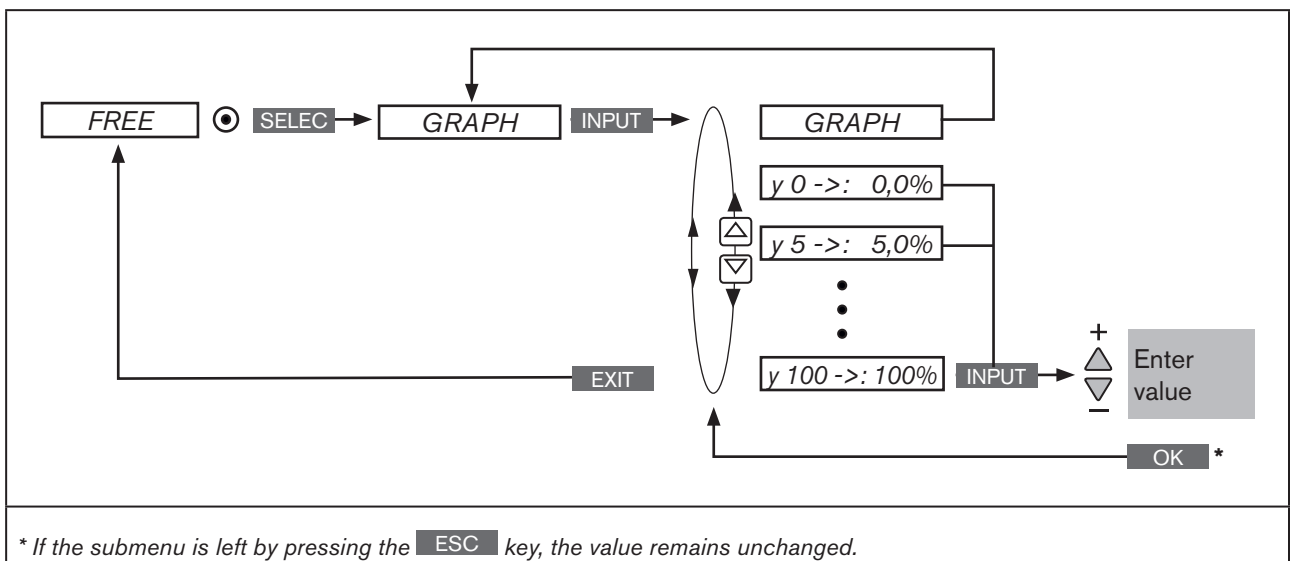 FREE SELEC GRAPH INPUT GRAPH
y 0 ->: 0,0%
y 5 ->: 5,0%
y 100 ->: 100% INPUT + Enter value –
EXIT
OK *
* If the submenu is left by pressing the ESC key, the value remains unchanged.